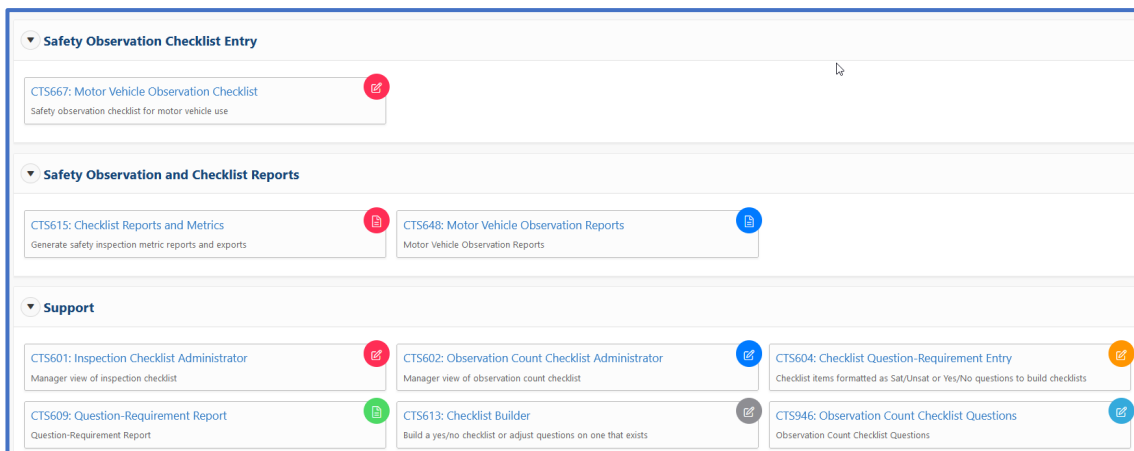 Safety Observation Checklist Entry
CTS667: Motor Vehicle Observation Checklist
Safety observation checklist for motor vehicle use
Safety Observation and Checklist Reports
CTS615: Checklist Reports and Metrics
Generate safety inspection metric reports and exports
CTS648: Motor Vehicle Observation Reports
Motor Vehicle Observation Reports
Support
CTS601: Inspection Checklist Administrator
Manager view of inspection checklist
CTS602: Observation Count Checklist Administrator
Manager view of observation count checklist
CTS604: Checklist Question-Requirement Entry
Checklist items formatted as Sat/Unsat or Yes/No questions to build checklists
CTS609: Question-Requirement Report
Question-Requirement Report
CTS613: Checklist Builder
Build a yes/no checklist or adjust questions on one that exists
CTS946: Observation Count Checklist Questions
Observation Count Checklist Questions